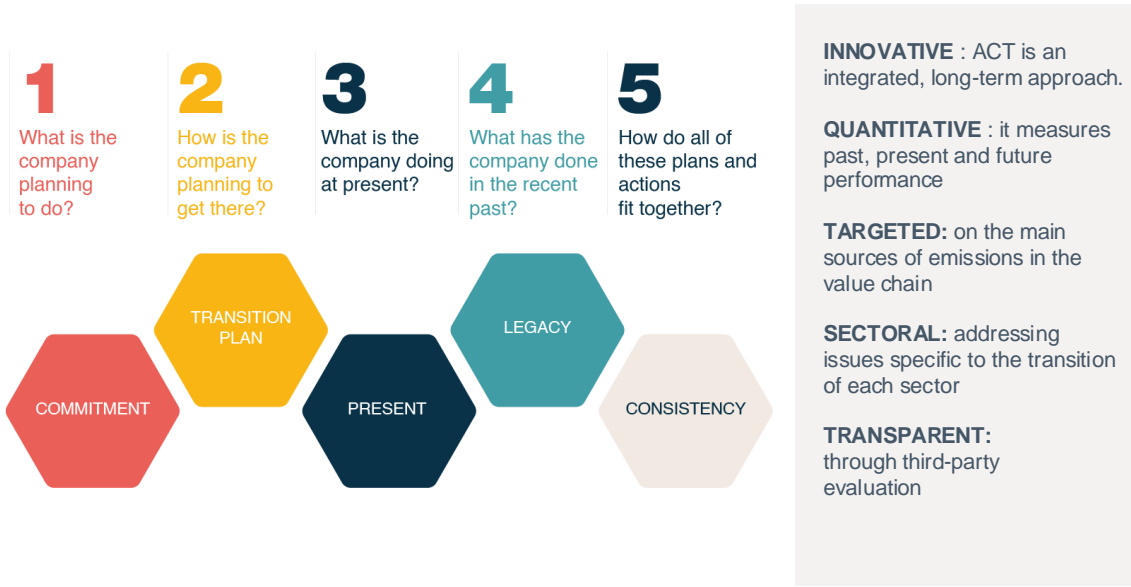 1
What is the
company
planning
to do?
2
How is the
company
planning to
get there?
3
What is the
company doing
at present?
4
What has the
company done
in the recent
past?
5
How do all of
these plans and
actions
fit together?
COMMITMENT
TRANSITION
PLAN
PRESENT
LEGACY
CONSISTENCY
INNOVATIVE : ACT is an
integrated, long-term approach.
QUANTITATIVE : it measures
past, present and future
performance
TARGETED: on the main
sources of emissions in the
value chain
SECTORAL: addressing
issues specific to the transition
of each sector
TRANSPARENT:
through third-party
evaluation